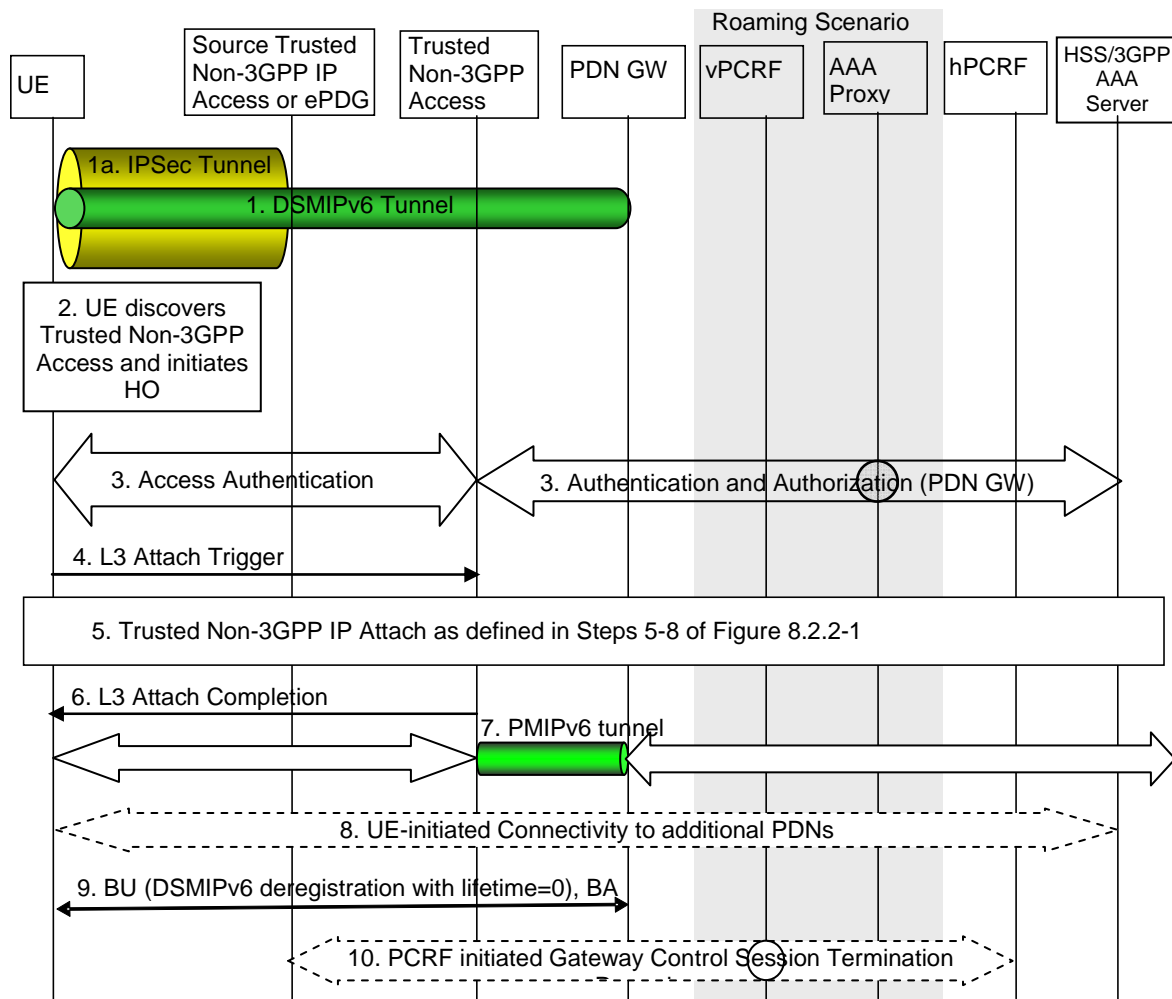 Roaming Scenario
UE
Source Trusted
Non-3GPP IP
Access or ePDG
Trusted
Non-3GPP
Access
PDN GW
vPCRF
AAA
Proxy
hPCRF
HSS/3GPP
AAA
Server
1a. IPSec Tunnel
1. DSMIPv6 Tunnel
2. UE discovers
Trusted Non-3GPP
Access and initiates
HO
3. Access Authentication
3. Authentication and Authorization (PDN GW)
4. L3 Attach Trigger
5. Trusted Non-3GPP IP Attach as defined in Steps 5-8 of Figure 8.2.2-1
6. L3 Attach Completion
7. PMIPv6 tunnel
8. UE-initiated Connectivity to additional PDNs
9. BU (DSMIPv6 deregistration with lifetime=0), BA
10. PCRF initiated Gateway Control Session Termination